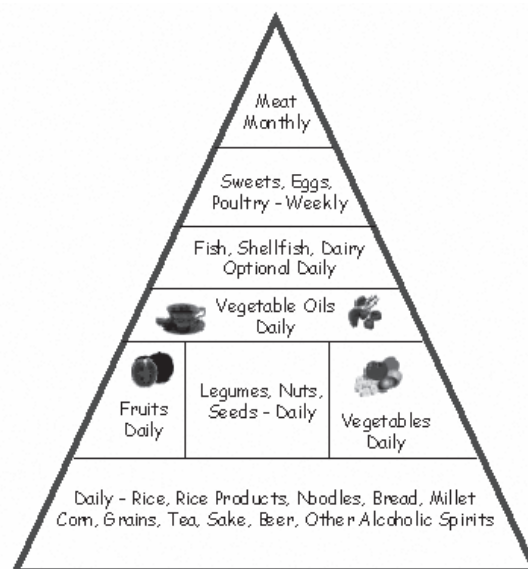 Meat
Monthly
Sweets, Eggs,
Poultry - Weekly
Fish, Shellfish, Dairy
Optional Daily
Vegetable Oils
Daily
Fruits
Daily
Legumes, Nuts,
Seeds - Daily
Vegetables
Daily
Daily - Rice, Rice Products, Noodles, Bread, Millet
Corn, Grains, Tea, Sake, Beer, Other Alcoholic Spirits